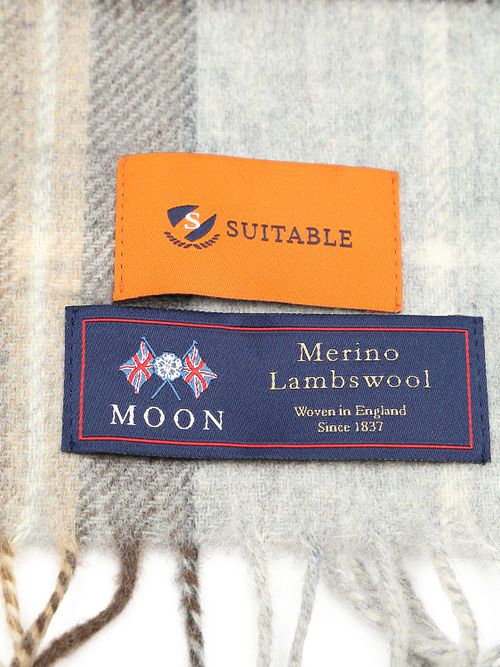 S
SUITABLE
Merino
Lambswool
MOON
Woven in England
Since 1837